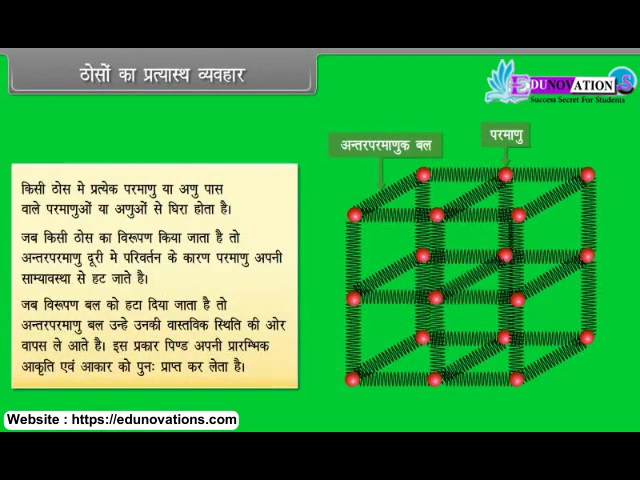 ठोसों का प्रत्यास्थ व्यवहार
EDUNOVATION'S
Success Secret For Students
अन्तरपरमाणुक बल
परमाणु
किसी ठोस मे प्रत्येक परमाणु या अणु पास
वाले परमाणुओं या अणुओं से घिरा होता है।
जब किसी ठोस का विरूपण किया जाता है तो
अन्तरपरमाणु दूरी मे परिवर्तन के कारण परमाणु अपनी
साम्यावस्था से हट जाते है।
जब विरूपण बल को हटा दिया जाता है तो
अन्तरपरमाणु बल उन्हे उनकी वास्तविक स्थिति की ओर
वापस ले आते है। इस प्रकार पिण्ड अपनी प्रारम्भिक
आकृति एवं आकार को पुनः प्राप्त कर लेता है।
Website : https://edunovations.com